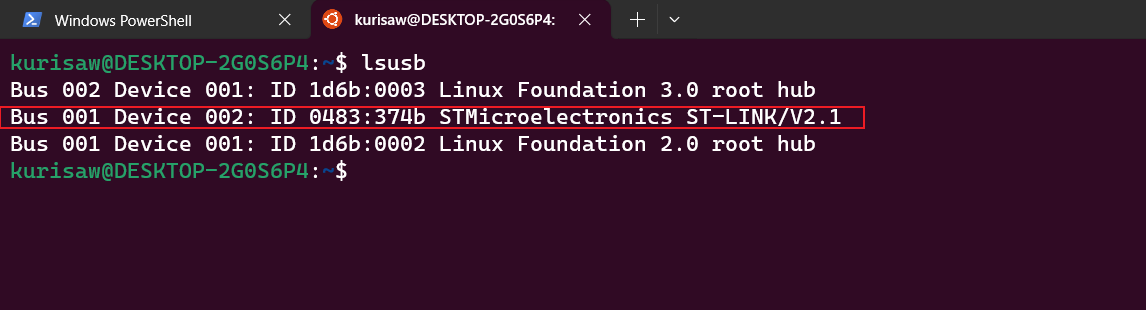 Windows PowerShell
kurisaw@DESKTOP-2G0S6P4:
kurisaw@DESKTOP-2G0S6P4:~$ lsusb
Bus 002 Device 001: ID 1d6b:0003 Linux Foundation 3.0 root hub
Bus 001 Device 002: ID 0483:374b STMicroelectronics ST-LINK/V2.1
Bus 001 Device 001: ID 1d6b:0002 Linux Foundation 2.0 root hub
kurisaw@DESKTOP-2G0S6P4:~$